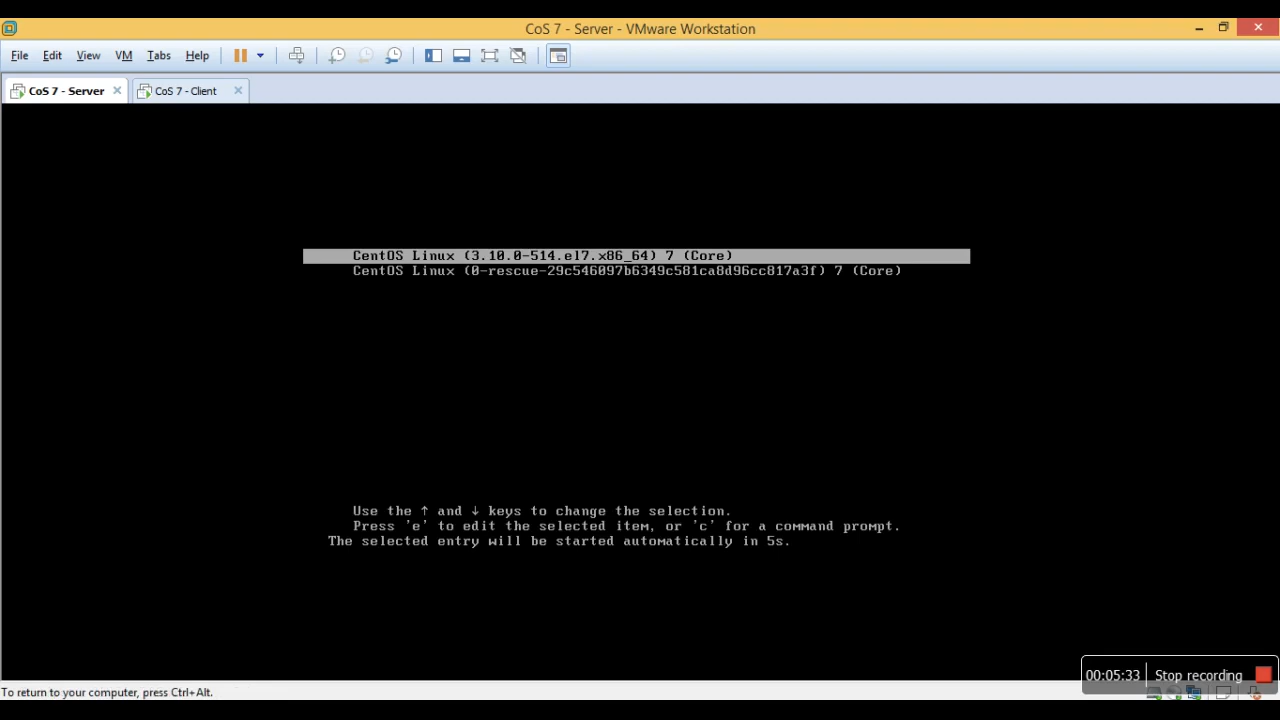 CoS 7 - Server - VMware Workstation
File Edit View VM Tabs Help
CoS 7 - Server CoS 7 - Client
CentOS Linux (3.10.0-514.el7.x86_64) 7 (Core)
CentOS Linux (0-rescue-29c546097b6349c581ca8d96cc817a3f) 7 (Core)
Use the ↑ and ↓ keys to change the selection.
Press 'e' to edit the selected item, or 'c' for a command prompt.
The selected entry will be started automatically in 5s.
00:05:33 Stop recording
To return to your computer, press Ctrl+Alt.